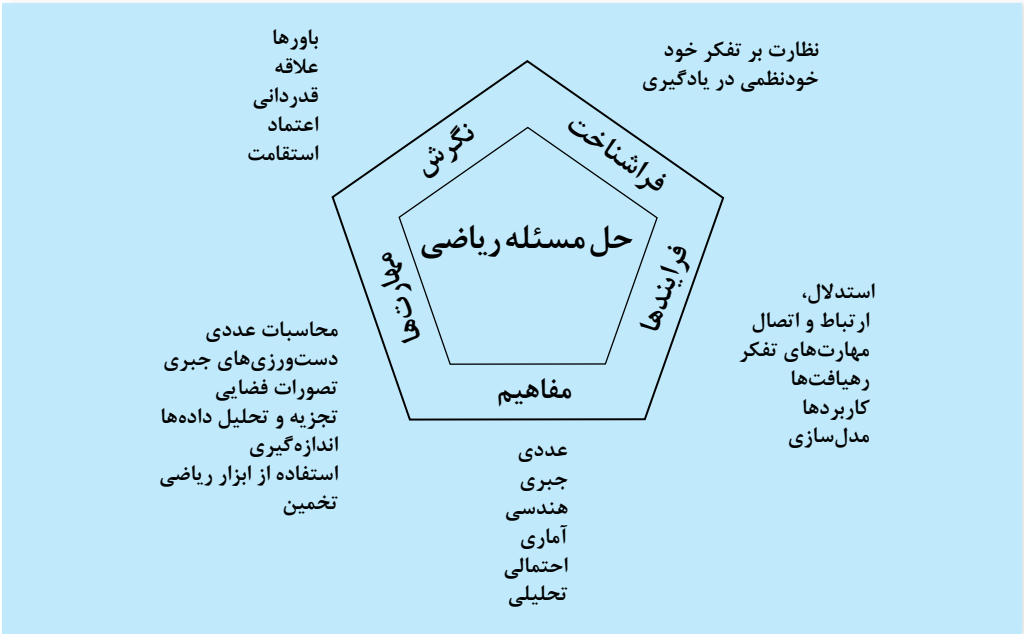 نظارت بر تفکر خود
خودنظمی در یادگیری
باورها
علاقه
قدردانی
اعتماد
استقامت
فراشناخت
نگرش
حل مسئله ریاضی
فرایندها
مهارت‌ها
مفاهیم
استدلال،
ارتباط و اتصال
مهارت‌های تفکر
رهیافت‌ها
کاربردها
مدل‌سازی
محاسبات عددی
دست‌ورزی‌های جبری
تصورات فضایی
تجزیه و تحلیل داده‌ها
اندازه‌گیری
استفاده از ابزار ریاضی
تخمین
عددی
جبری
هندسی
آماری
احتمالی
تحلیلی